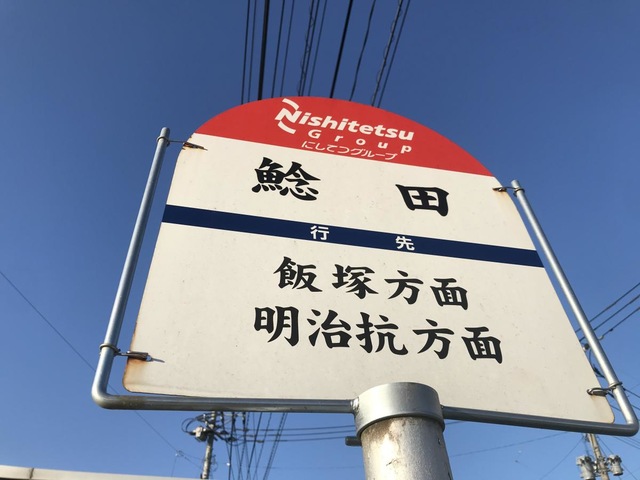 Nishitetsu
Group
にしてつグループ
鯰田
行先
飯塚方面
明治抗方面